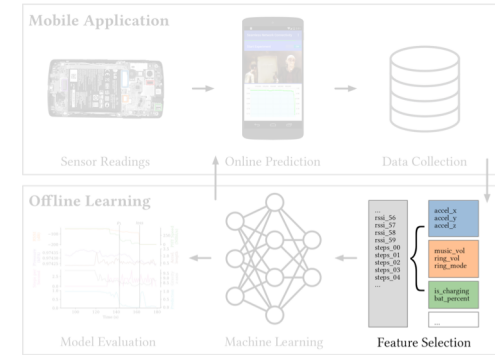 Mobile Application
Sensor Readings
Online Prediction
Data Collection
Offline Learning
...
rssi_56
rssi_57
rssi_58
rssi_59
steps_00
steps_01
steps_02
steps_03
steps_04
...
accel_x
accel_y
accel_z
music_vol
ring_vol
ring_mode
is_charging
bat_percent
...
Model Evaluation
Machine Learning
Feature Selection